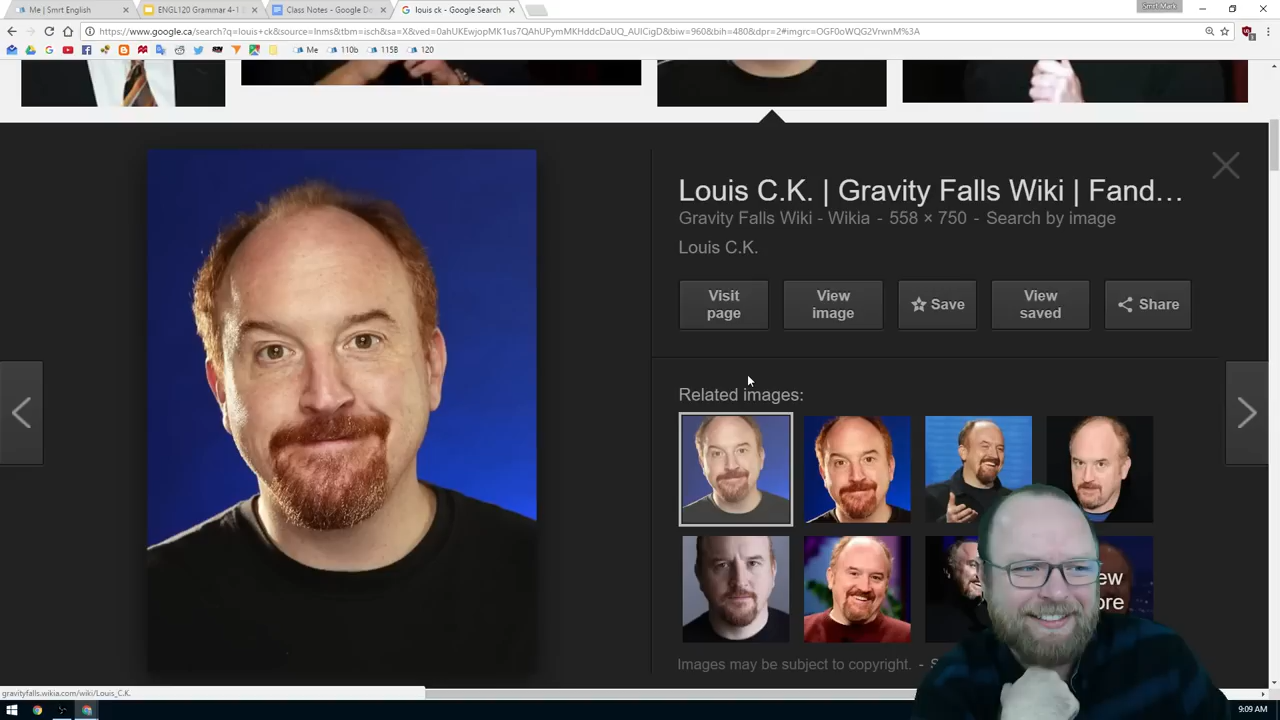 Me | Smrt English
ENGL120 Grammar 4-1
Class Notes - Google De
louis ck - Google Search
Smrt Mark
https://www.google.ca/search?q=louis+ck&source=lnms&tbm=isch&sa=X&ved=0ahUKEwjopMK1us7QAhUPymMKHddcDaUQ_AUICigD&biw=960&bih=480&dpr=2#imgrc=OGF0oWQG2VrwnM%3A
Me
110b
115B
120
Louis C.K. | Gravity Falls Wiki | Fand...
Gravity Falls Wiki - Wikia - 558 × 750 - Search by image
Louis C.K.
Visit page
View image
Save
View saved
Share
Related images:
Images may be subject to copyright. -
gravityfalls.wikia.com/wiki/Louis_C.K.
9:09 AM